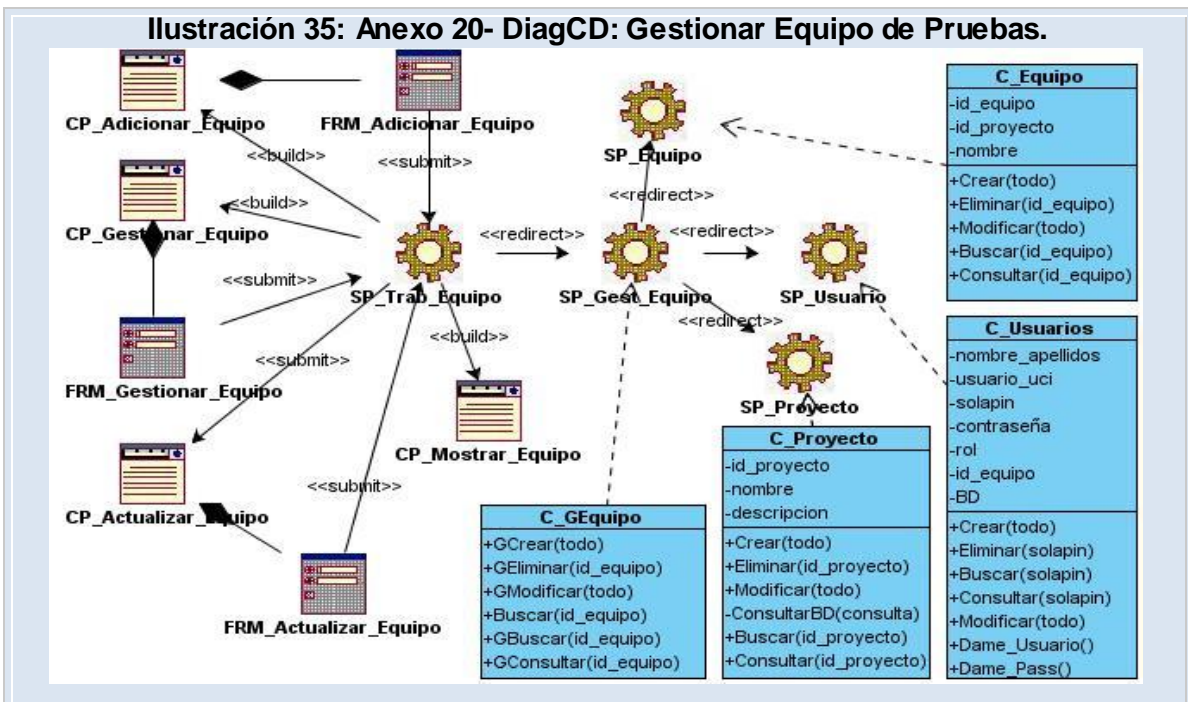 Ilustración 35: Anexo 20- DiagCD: Gestionar Equipo de Pruebas.
CP_Adicionar_Equipo
FRM_Adicionar_Equipo
<<build>>
<<submit>>
SP_Equipo
<<redirect>>
C_Equipo
-id_equipo
-id_proyecto
-nombre
+Crear(todo)
+Eliminar(id_equipo)
+Modificar(todo)
+Buscar(id_equipo)
+Consultar(id_equipo)
CP_Gestionar_Equipo
<<build>>
<<submit>>
SP_Trab_Equipo
<<redirect>>
SP_Gest_Equipo
<<redirect>>
SP_Usuario
<<redirect>>
FRM_Gestionar_Equipo
<<submit>>
<<build>>
SP_Proyecto
CP_Mostrar_Equipo
CP_Actualizar_Equipo
<<submit>>
FRM_Actualizar_Equipo
C_GEquipo
+GCrear(todo)
+GEliminar(id_equipo)
+GModificar(todo)
+Buscar(id_equipo)
+GBuscar(id_equipo)
+GConsultar(id_equipo)
C_Proyecto
-id_proyecto
-nombre
-descripcion
+Crear(todo)
+Eliminar(id_proyecto)
+Modificar(todo)
-ConsultarBD(consulta)
+Buscar(id_proyecto)
+Consultar(id_proyecto)
C_Usuarios
-nombre_apellidos
-usuario_uci
-solapin
-contraseña
-rol
-id_equipo
-BD
+Crear(todo)
+Eliminar(solapin)
+Buscar(solapin)
+Consultar(solapin)
+Modificar(todo)
+Dame_Usuario()
+Dame_Pass()